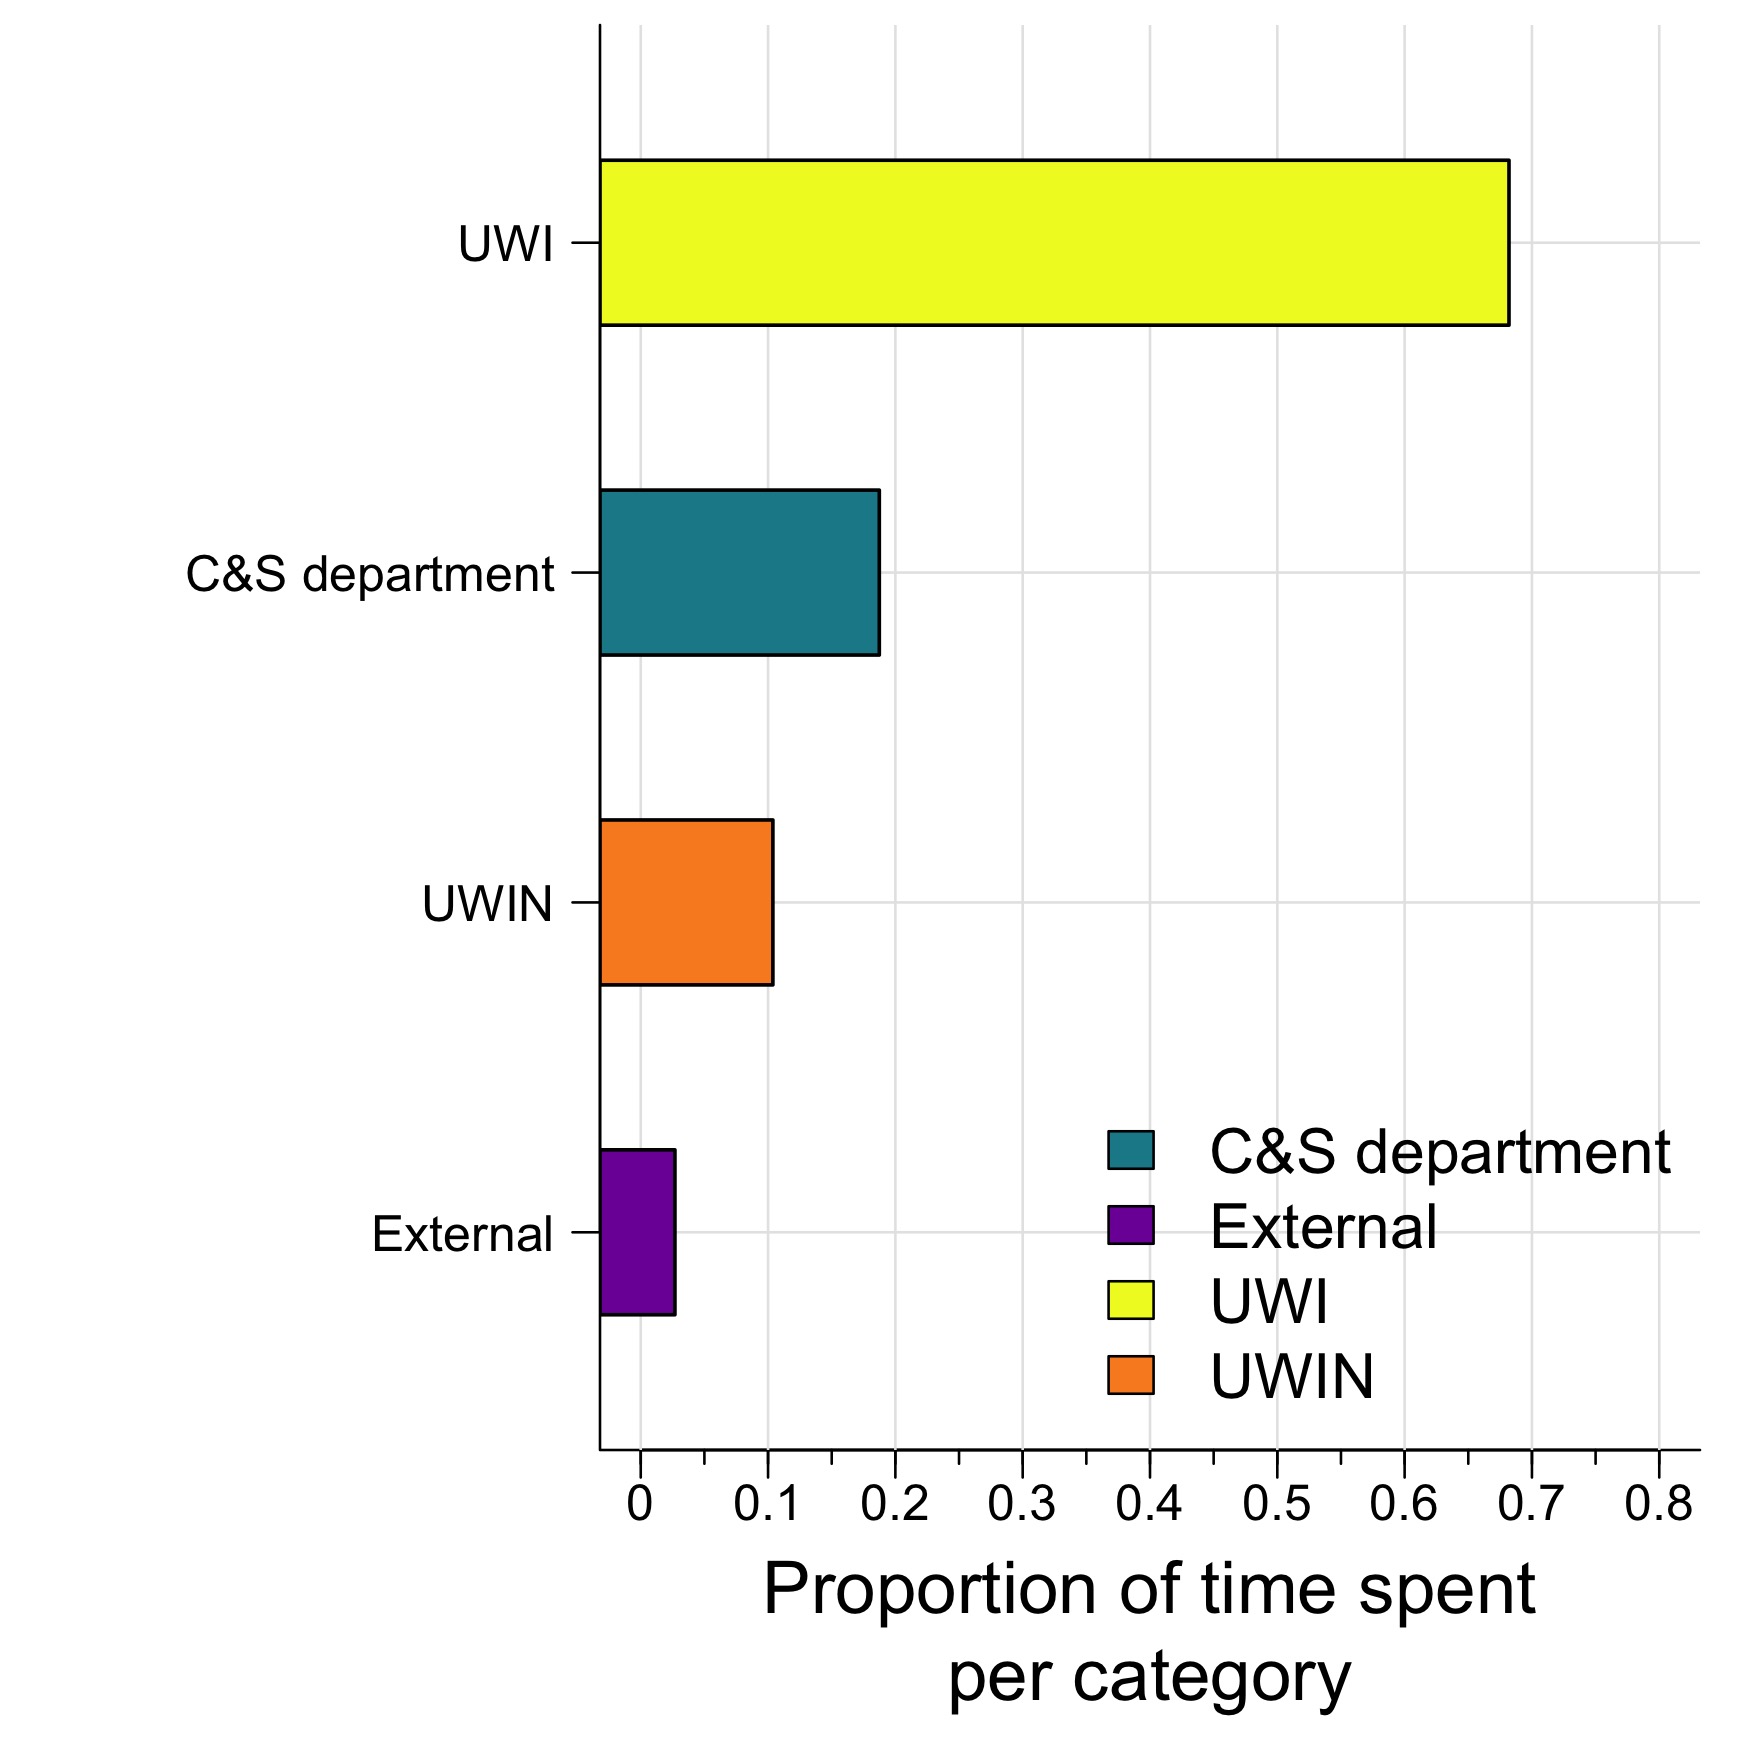 UWI
C&S department
UWIN
External
C&S department
External
UWI
UWIN
0 0.1 0.2 0.3 0.4 0.5 0.6 0.7 0.8
Proportion of time spent
per category